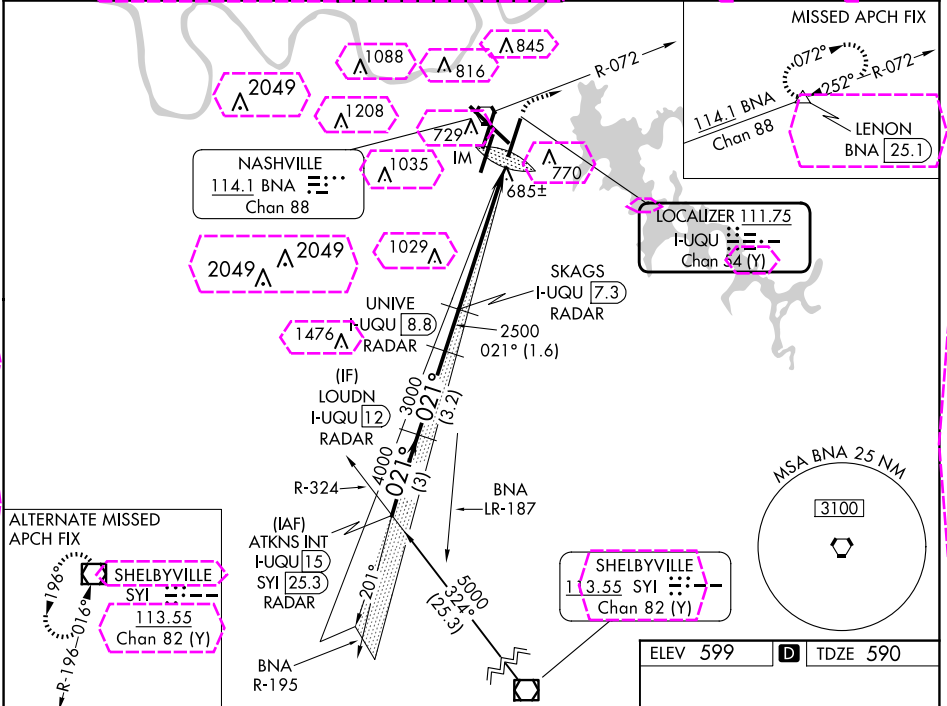 MISSED APCH FIX
072°
252°
R-072
114.1 BNA
Chan 88
LENON
BNA 25.1
1088
816
845
R-072
2049
1208
729
IM
1035
770
685±
NASHVILLE
114.1 BNA
Chan 88
LOCALIZER 111.75
I-UQU
Chan 54 (Y)
2049
2049
1029
1476
SKAGS
I-UQU 7.3
RADAR
UNIVE
I-UQU 8.8
RADAR
2500
021° (1.6)
(IF)
LOUDN
I-UQU 12
RADAR
3000
021°
(3.2)
4000
021°
(3)
R-324
BNA
LR-187
(IAF)
ATKNS INT
I-UQU 15
SYI 25.3
RADAR
201°
BNA
R-195
5000
324°
(25.3)
MSA BNA 25 NM
3100
ALTERNATE MISSED
APCH FIX
196°
R-196
016°
SHELBYVILLE
SYI
113.55
Chan 82 (Y)
SHELBYVILLE
113.55 SYI
Chan 82 (Y)
ELEV 599 D TDZE 590